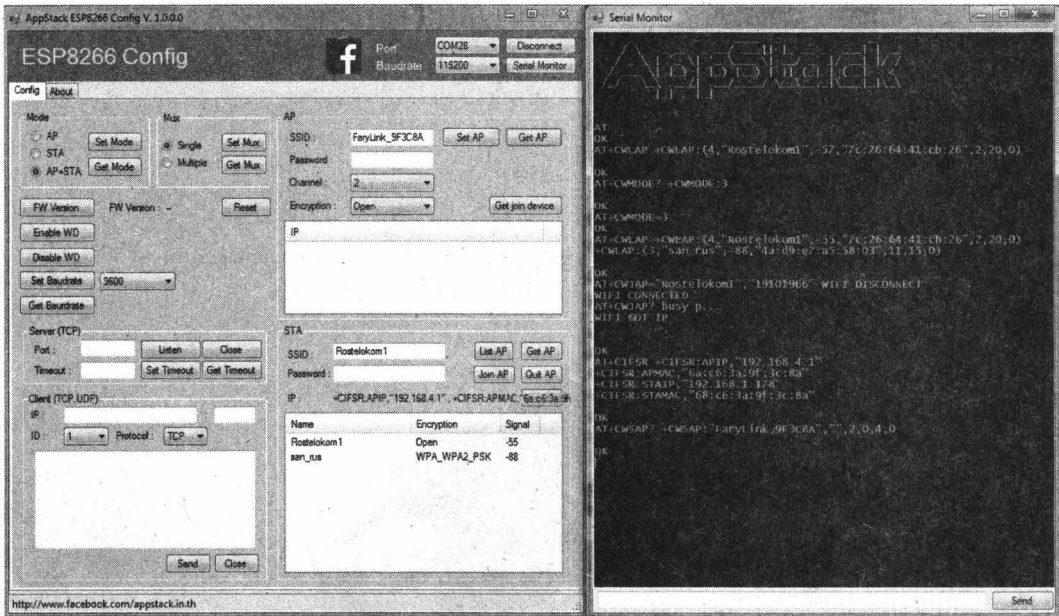 AppStack ESP8266 Config V. 1.0.0.0
ESP8266 Config
f
Port COM28 Disconnect
Baudrate 115200 Serial Monitor
Config About
Mode
AP
STA
AP+STA
Set Mode
Get Mode
Mux
Single
Multiple
Set Mux
Get Mux
FW Version FW Version : - Reset
Enable WD
Disable WD
Set Baudrate 9600
Get Baurdrate
Server (TCP)
Port : Listen Close
Timeout : Set Timeout Get Timeout
Client (TCP, UDP)
IP : :
ID : 1 Protocol : TCP
Send Close
AP
SSID : FaryLink_9F3C8A Set AP Get AP
Password
Channel : 2
Encryption : Open Get join device
IP
STA
SSID Rostelokom1 List AP Get AP
Password : Join AP Quit AP
IP : +CIFSR:APIP,"192.168.4.1" , +CIFSR:APMAC,"6a:c6:3a:9f
Name Encryption Signal
Rostelokom1 Open -55
san_rus WPA_WPA2_PSK -88
http://www.facebook.com/appstack.in.th
Serial Monitor
AppStack
AT
OK
AT+CWLAP +CWLAP:(4,"Rostelokom1",-57,"7c:26:64:41:cb:26",2,20,0)
OK
AT+CWMODE? +CWMODE:3
OK
AT+CWMODE=3
OK
AT+CWLAP +CWLAP:(4,"Rostelokom1",-55,"7c:26:64:41:cb:26",2,20,0)
+CWLAP:(3,"san_rus",-88,"4a:d9:e7:a5:58:03",11,15,0)
OK
AT+CWJAP="Rostelokom1","19101966" WIFI DISCONNECT
WIFI CONNECTED
AT+CWJAP? busy p...
WIFI GOT IP
OK
AT+CIFSR +CIFSR:APIP,"192.168.4.1"
+CIFSR:APMAC,"6a:c6:3a:9f:3c:8a"
+CIFSR:STAIP,"192.168.1.178"
+CIFSR:STAMAC,"68:c6:3a:9f:3c:8a"
OK
AT+CWSAP? +CWSAP:"FaryLink_9F3C8A","",2,0,4,0
OK
Send